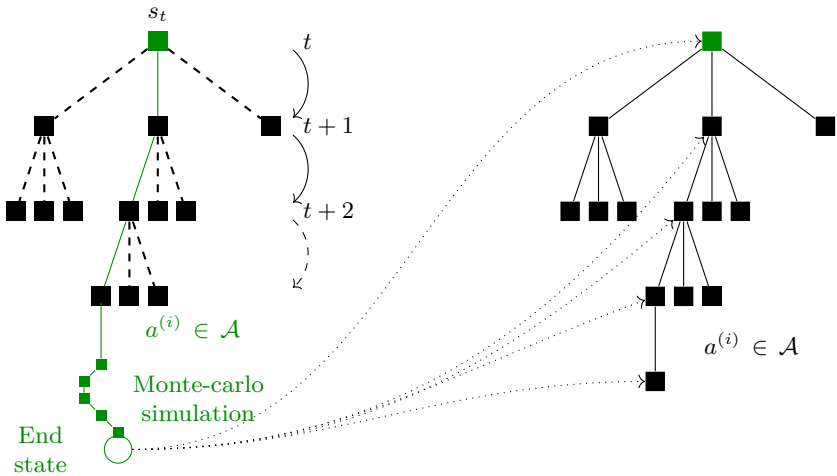 s_t
t
t + 1
t + 2
a^{(i)} ∈ 𝒜
a^{(i)} ∈ 𝒜
Monte-carlo
simulation
End
state